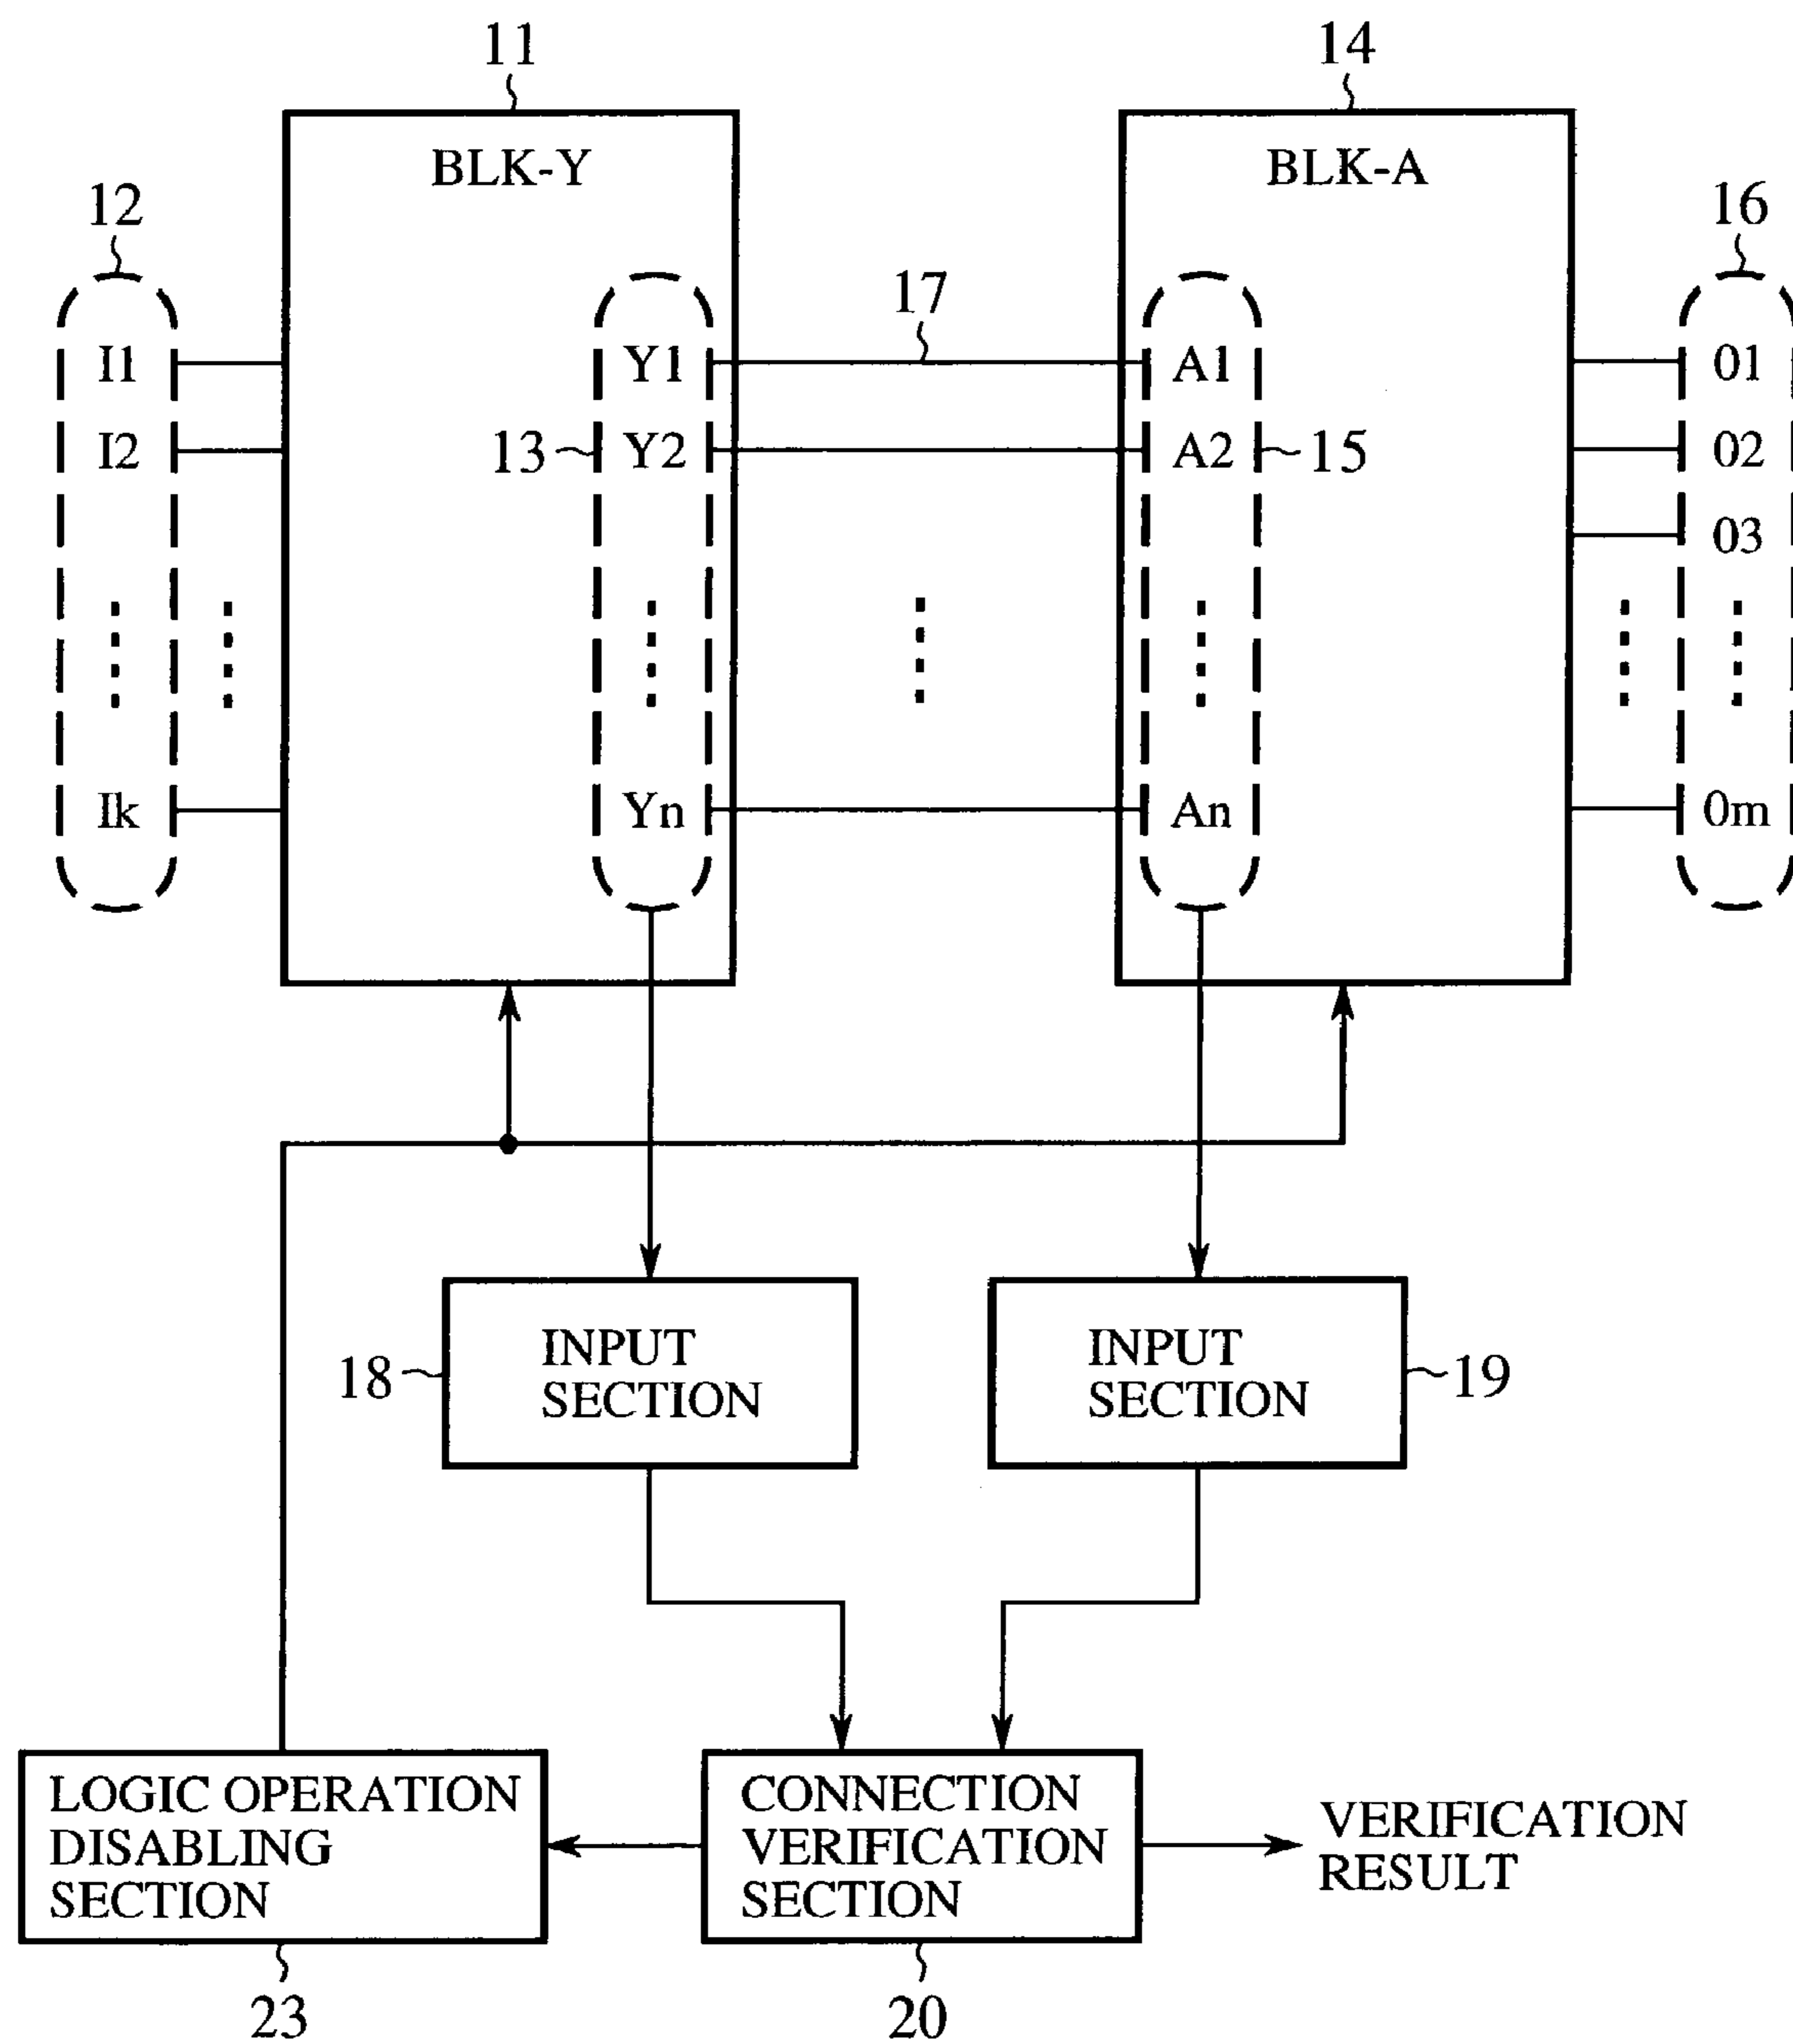 11
14
BLK-Y
BLK-A
12
16
17
I1
Y1
A1
01
I2
13
Y2
A2
15
02
03
Ik
Yn
An
0m
INPUT
SECTION
18
INPUT
SECTION
19
LOGIC OPERATION
DISABLING
SECTION
CONNECTION
VERIFICATION
SECTION
VERIFICATION
RESULT
23
20